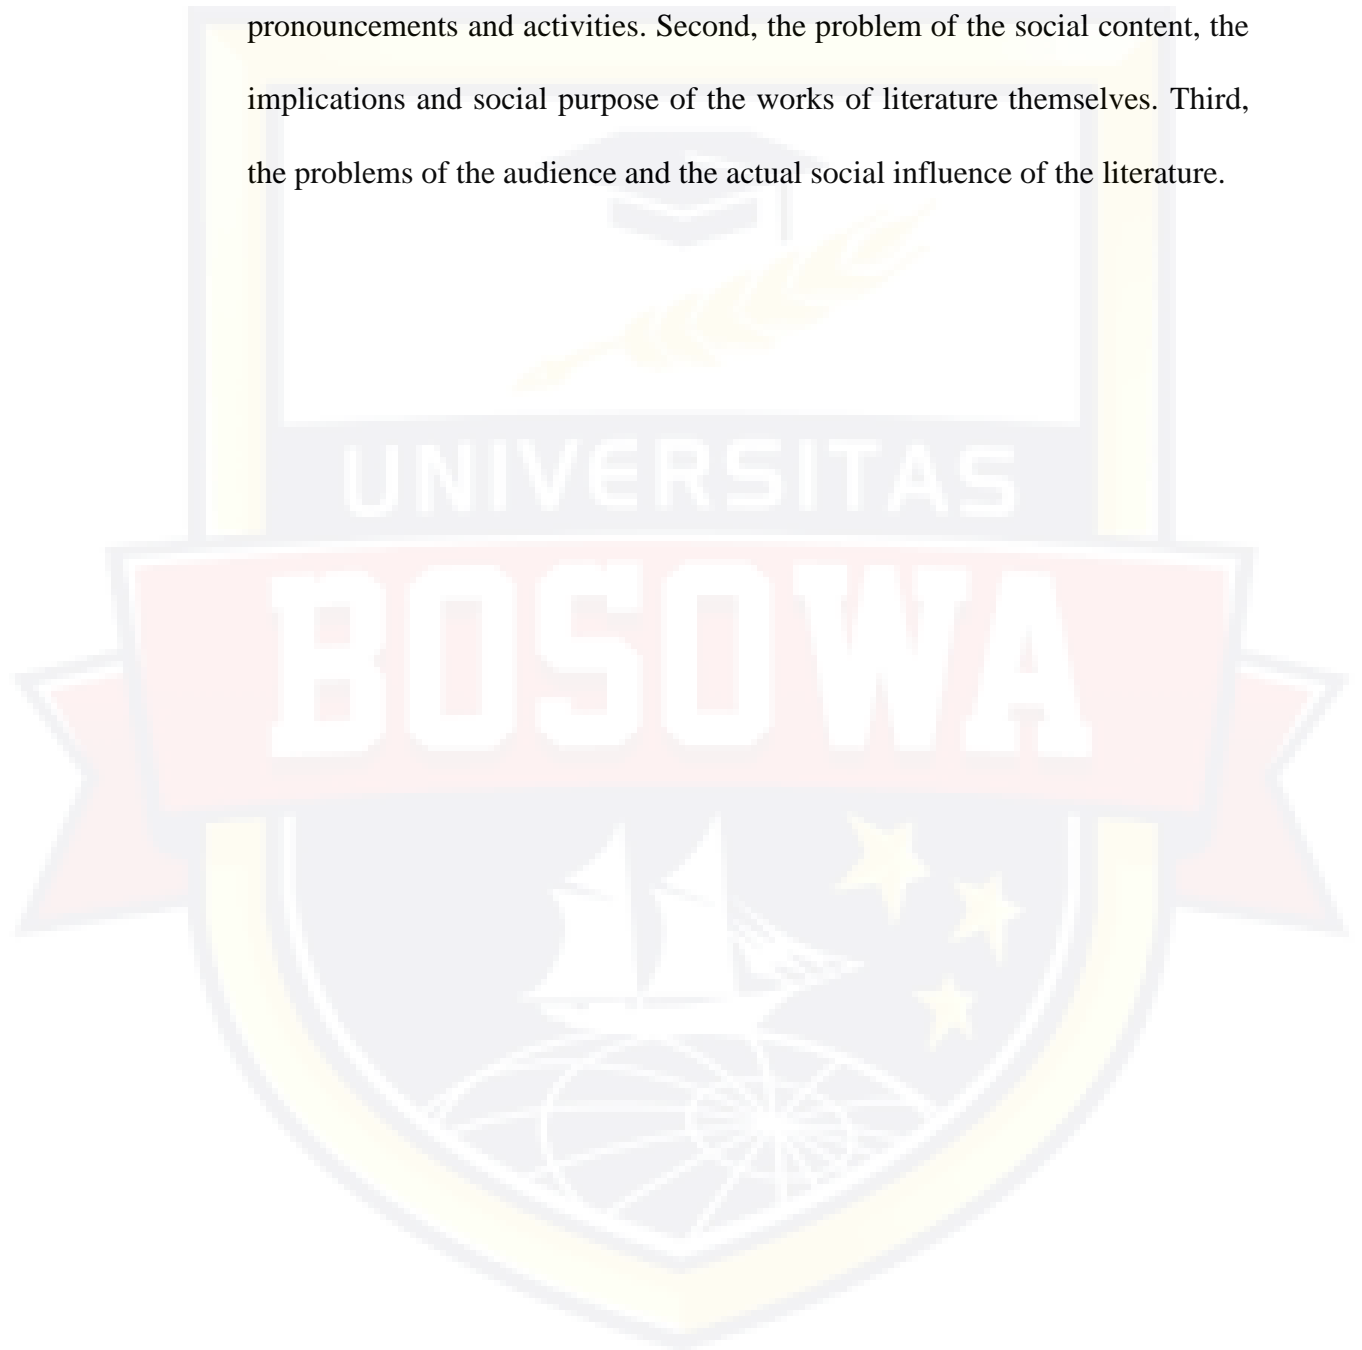 pronouncements and activities. Second, the problem of the social content, the
implications and social purpose of the works of literature themselves. Third,
the problems of the audience and the actual social influence of the literature.
UNIVERSITAS
BOSOWA